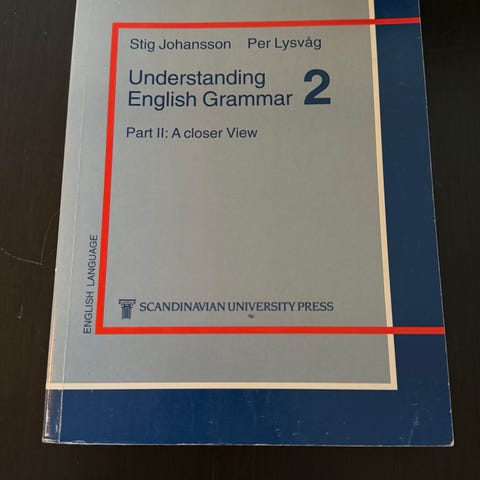 Stig Johansson Per Lysvåg
Understanding
English Grammar 2
Part II: A closer View
ENGLISH LANGUAGE
SCANDINAVIAN UNIVERSITY PRESS